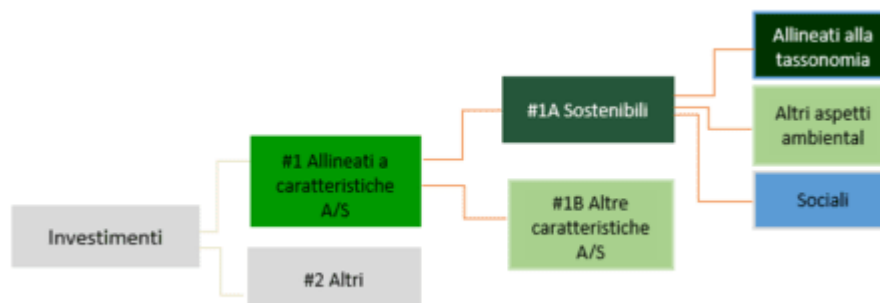 Investimenti
#1 Allineati a
caratteristiche
A/S
#2 Altri
#1A Sostenibili
#1B Altre
caratteristiche
A/S
Allineati alla
tassonomia
Altri aspetti
ambiental
Sociali